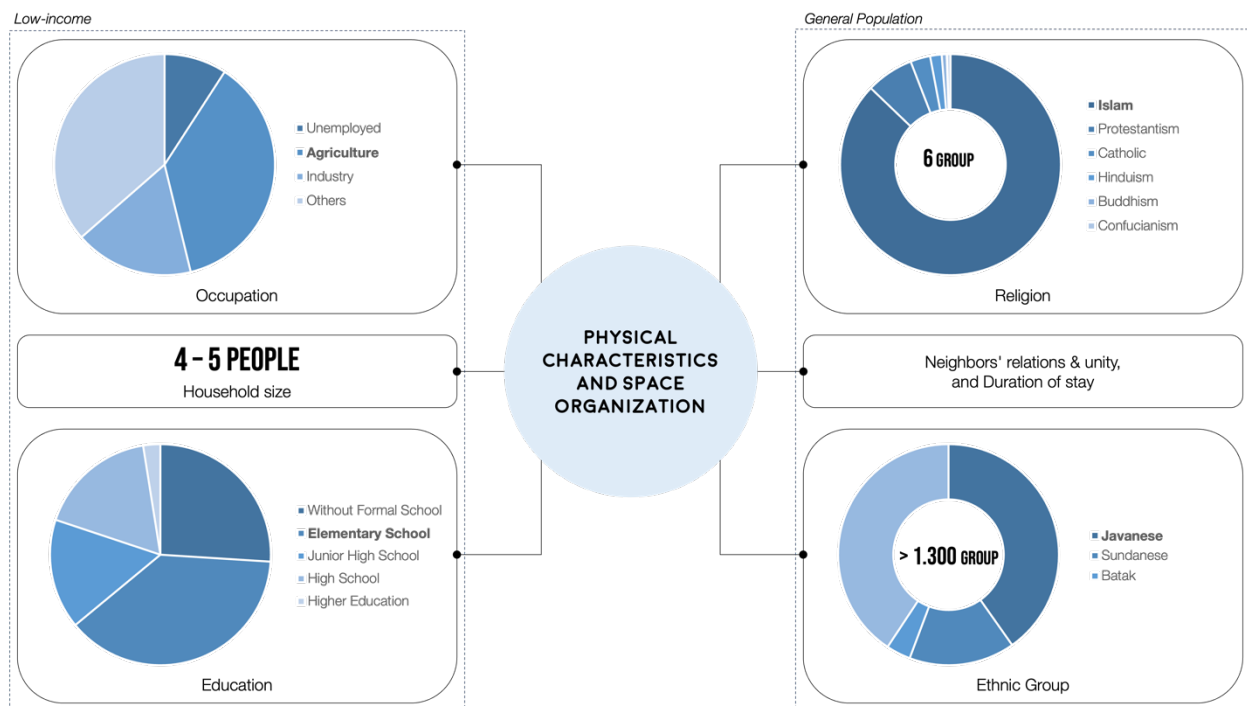 Low-income
Unemployed
Agriculture
Industry
Others
Occupation
4 – 5 PEOPLE
Household size
Without Formal School
Elementary School
Junior High School
High School
Higher Education
Education
PHYSICAL
CHARACTERISTICS
AND SPACE
ORGANIZATION
General Population
6 GROUP
Islam
Protestantism
Catholic
Hinduism
Buddhism
Confucianism
Religion
Neighbors' relations & unity,
and Duration of stay
> 1.300 GROUP
Javanese
Sundanese
Batak
Ethnic Group